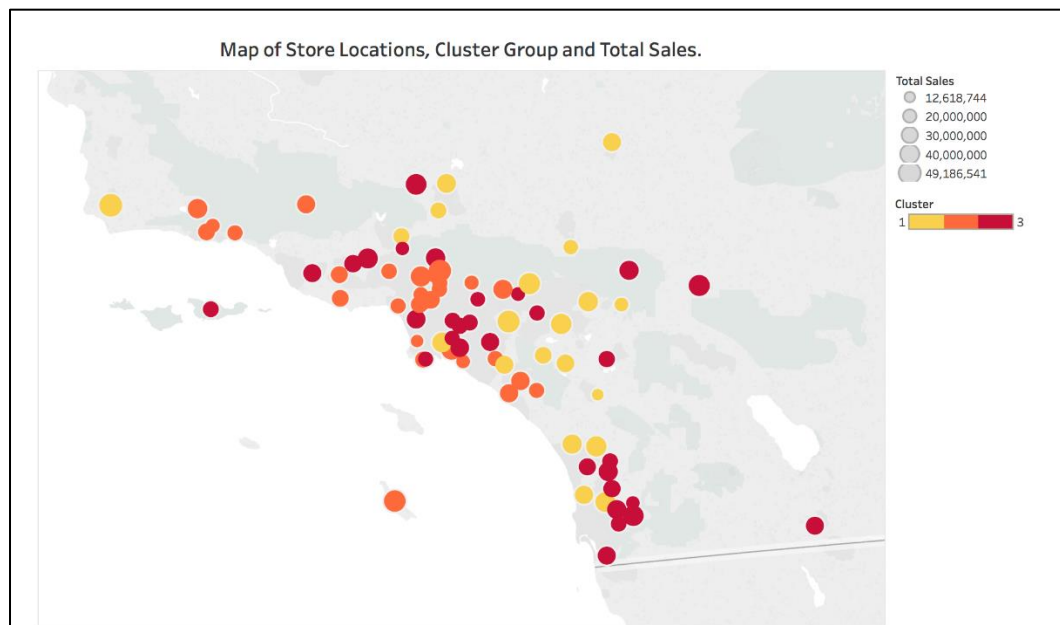 Map of Store Locations, Cluster Group and Total Sales.
Total Sales
12,618,744
20,000,000
30,000,000
40,000,000
49,186,541
Cluster
1 3